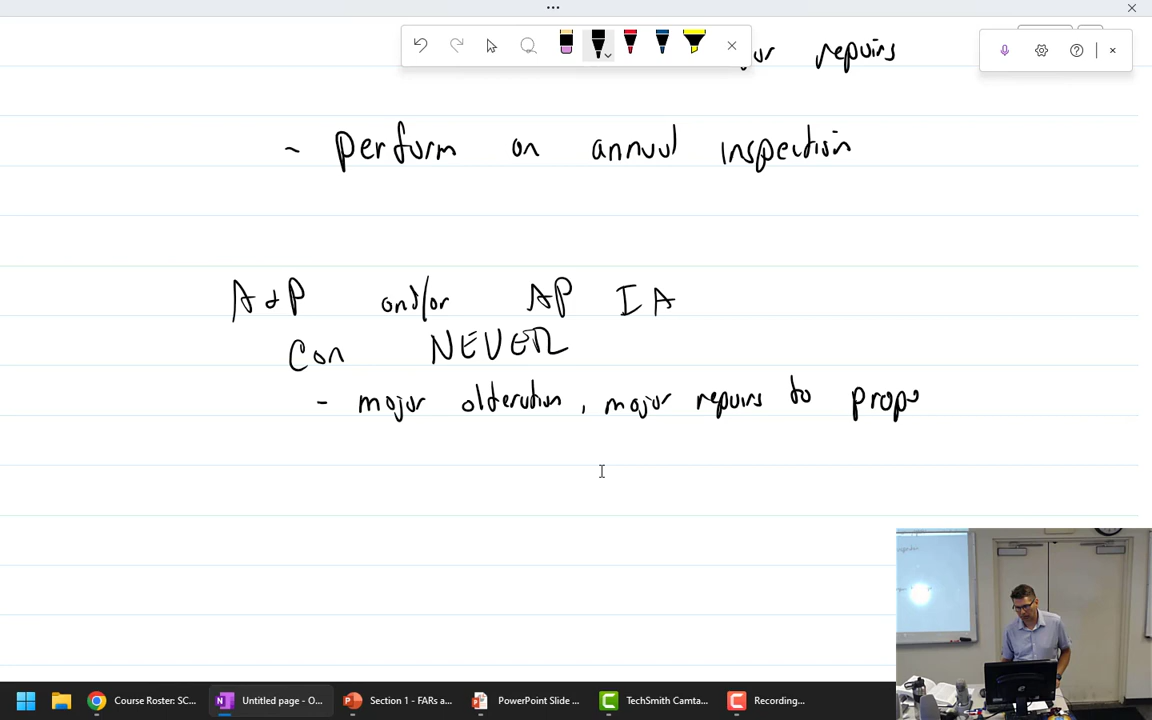 repairs
~ Perform an annual inspection
A & P and/or AP IA
Can NEVER
- major alteration, major repairs to props
Course Roster: SC...
Untitled page - O...
Section 1 - FARs a...
PowerPoint Slide ...
TechSmith Camta...
Recording...